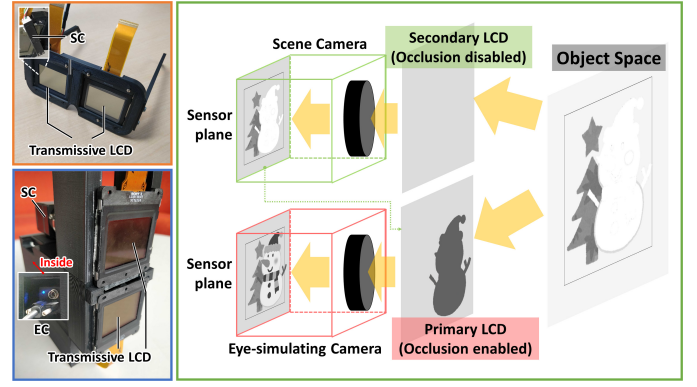 SC
Transmissive LCD
SC
Inside
EC
Transmissive LCD
Scene Camera
Secondary LCD
(Occlusion disabled)
Object Space
Sensor
plane
Sensor
plane
Eye-simulating Camera
Primary LCD
(Occlusion enabled)